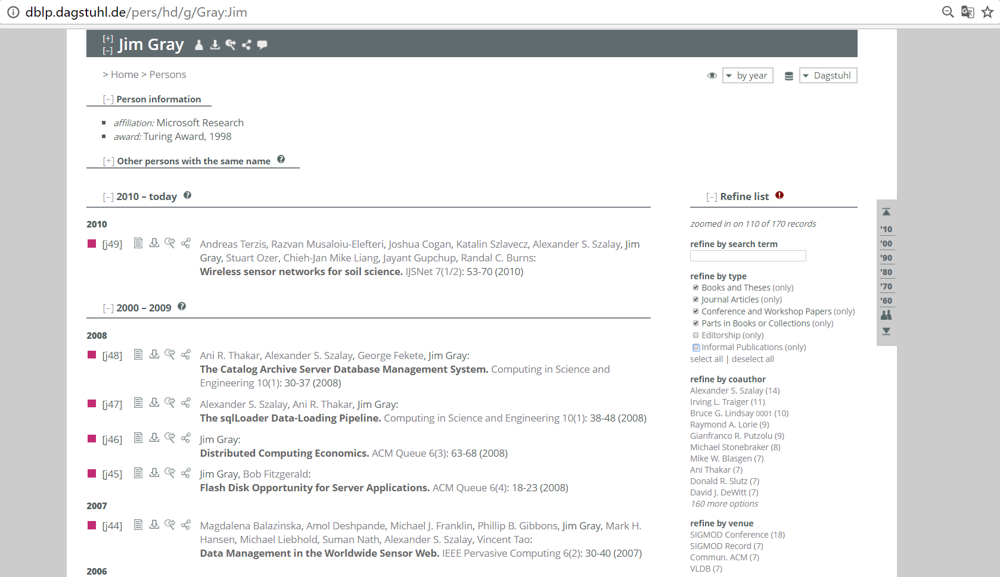 dblp.dagstuhl.de/pers/hd/g/Gray:Jim
[+]
[–] Jim Gray
> Home > Persons
by year
Dagstuhl
[–] Person information
affiliation: Microsoft Research
award: Turing Award, 1998
[+] Other persons with the same name ?
[–] 2010 – today ?
2010
[j49] Andreas Terzis, Razvan Musaloiu-Elefteri, Joshua Cogan, Katalin Szlavecz, Alexander S. Szalay, Jim
Gray, Stuart Ozer, Chieh-Jan Mike Liang, Jayant Gupchup, Randal C. Burns:
Wireless sensor networks for soil science. IJSNet 7(1/2): 53-70 (2010)
[–] 2000 – 2009 ?
2008
[j48] Ani R. Thakar, Alexander S. Szalay, George Fekete, Jim Gray:
The Catalog Archive Server Database Management System. Computing in Science and
Engineering 10(1): 30-37 (2008)
[j47] Alexander S. Szalay, Ani R. Thakar, Jim Gray:
The sqlLoader Data-Loading Pipeline. Computing in Science and Engineering 10(1): 38-48 (2008)
[j46] Jim Gray:
Distributed Computing Economics. ACM Queue 6(3): 63-68 (2008)
[j45] Jim Gray, Bob Fitzgerald:
Flash Disk Opportunity for Server Applications. ACM Queue 6(4): 18-23 (2008)
2007
[j44] Magdalena Balazinska, Amol Deshpande, Michael J. Franklin, Phillip B. Gibbons, Jim Gray, Mark H.
Hansen, Michael Liebhold, Suman Nath, Alexander S. Szalay, Vincent Tao:
Data Management in the Worldwide Sensor Web. IEEE Pervasive Computing 6(2): 30-40 (2007)
2006
[–] Refine list !
zoomed in on 110 of 170 records
refine by search term
refine by type
Books and Theses (only)
Journal Articles (only)
Conference and Workshop Papers (only)
Parts in Books or Collections (only)
Editorship (only)
Informal Publications (only)
select all | deselect all
refine by coauthor
Alexander S. Szalay (14)
Irving L. Traiger (11)
Bruce G. Lindsay 0001 (10)
Raymond A. Lorie (9)
Gianfranco R. Putzolu (9)
Michael Stonebraker (8)
Mike W. Blasgen (7)
Ani Thakar (7)
Donald R. Slutz (7)
David J. DeWitt (7)
160 more options
refine by venue
SIGMOD Conference (18)
SIGMOD Record (7)
Commun. ACM (7)
VLDB (7)
'10
'00
'90
'80
'70
'60